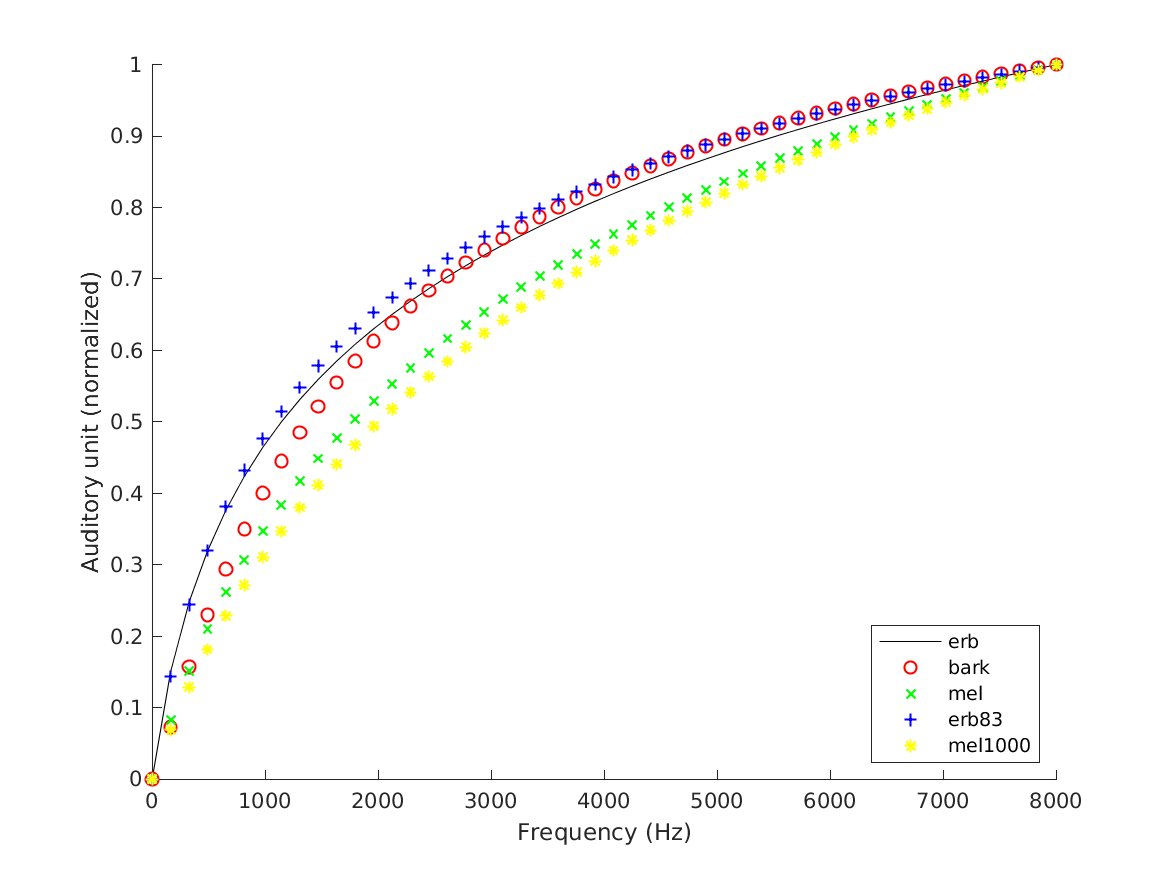 1
0.9
0.8
0.7
0.6
0.5
0.4
0.3
0.2
0.1
0
Auditory unit (normalized)
0 1000 2000 3000 4000 5000 6000 7000 8000
Frequency (Hz)
erb
bark
mel
erb83
mel1000